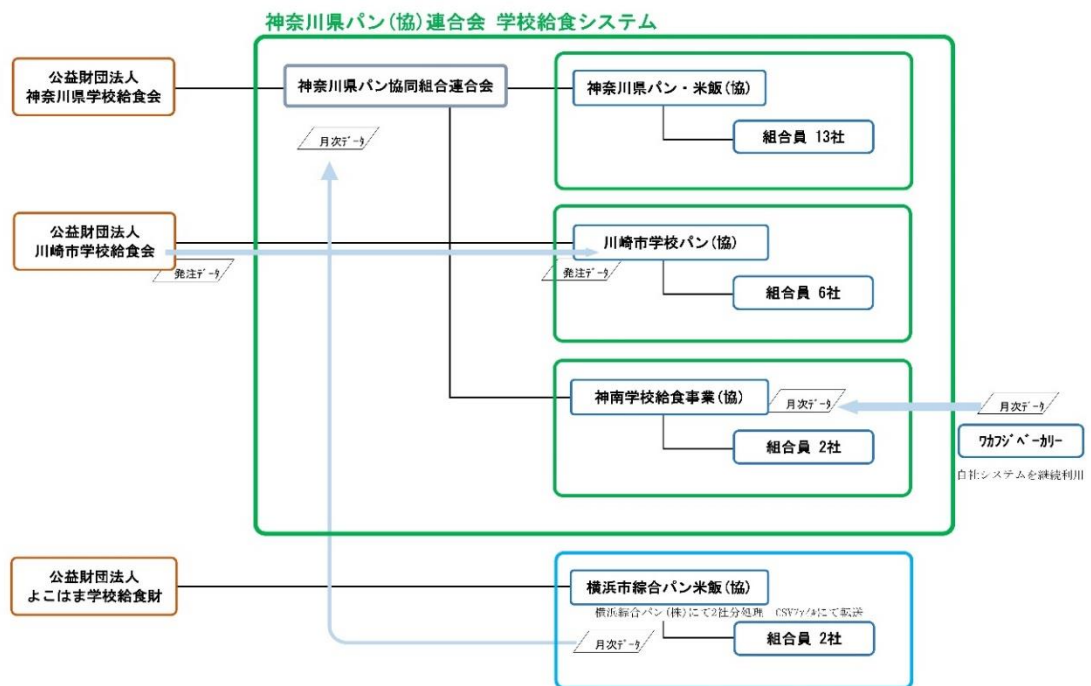 神奈川県パン(協)連合会 学校給食システム
公益財団法人
神奈川県学校給食会
神奈川県パン協同組合連合会
神奈川県パン・米飯(協)
組合員 13社
月次データ
公益財団法人
川崎市学校給食会
発注データ
川崎市学校パン(協)
発注データ
組合員 6社
神南学校給食事業(協)
月次データ
組合員 2社
月次データ
ワカフジベーカリー
自社システムを継続利用
公益財団法人
よこはま学校給食財
横浜市綜合パン米飯(協)
横浜綜合パン(株)にて2社分処理 CSVファイルにて転送
組合員 2社
月次データ